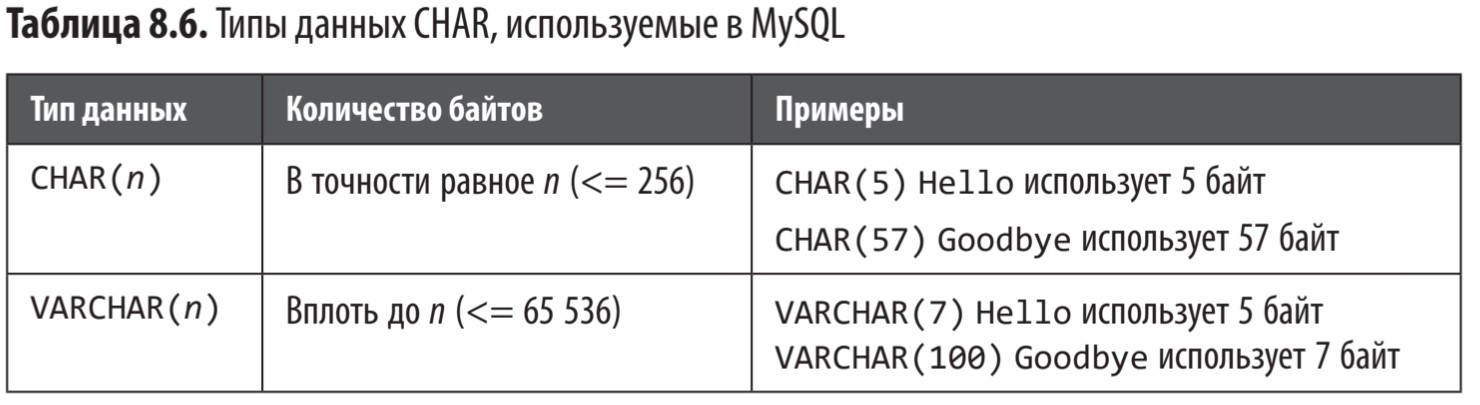 Таблица 8.6. Типы данных CHAR, используемые в MySQL
Тип данных Количество байтов Примеры
CHAR(n) В точности равное n (<= 256) CHAR(5) Hello использует 5 байт
CHAR(57) Goodbye использует 57 байт
VARCHAR(n) Вплоть до n (<= 65 536) VARCHAR(7) Hello использует 5 байт
VARCHAR(100) Goodbye использует 7 байт